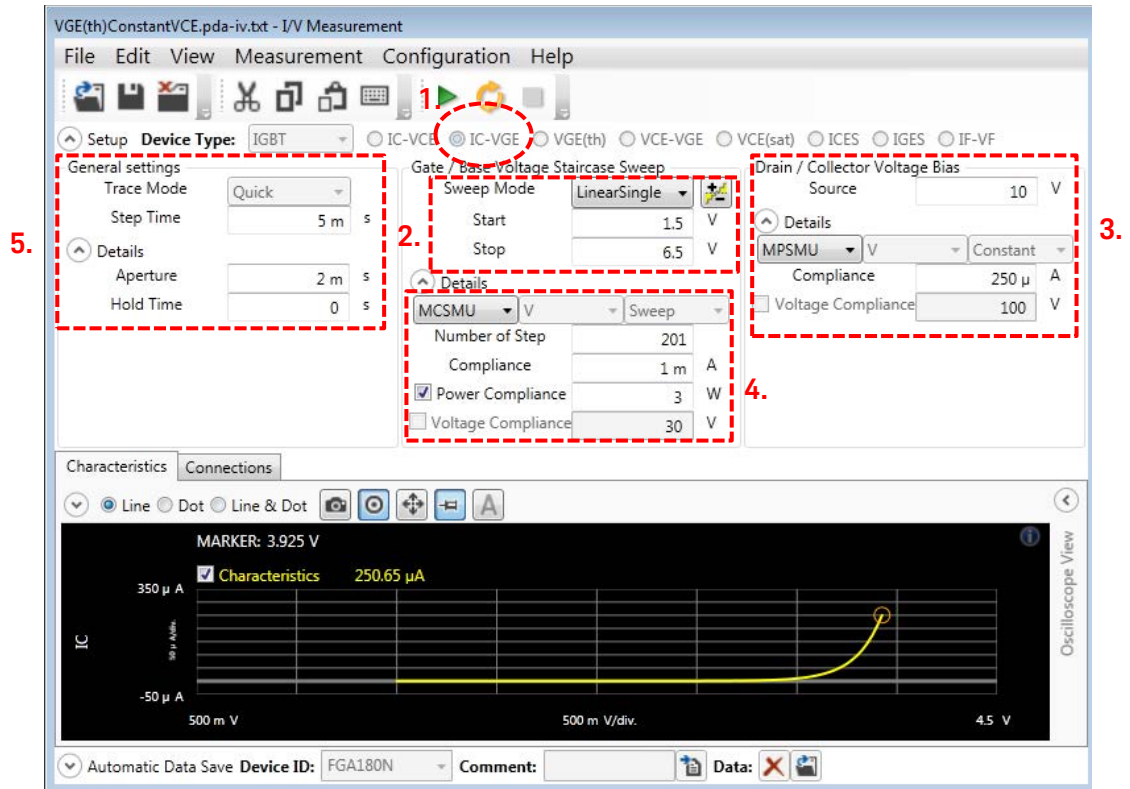 VGE(th)ConstantVCE.pda-iv.txt - I/V Measurement
File Edit View Measurement Configuration Help
1.
Setup Device Type: IGBT IC-VCE IC-VGE VGE(th) VCE-VGE VCE(sat) ICES IGES IF-VF
General settings
Trace Mode Quick
Step Time 5 m s
5.
Details
Aperture 2 m s
Hold Time 0 s
Gate / Base Voltage Staircase Sweep
Sweep Mode LinearSingle
2.
Start 1.5 V
Stop 6.5 V
Details
MCSMU V Sweep
Number of Step 201
Compliance 1 m A
Power Compliance 3 W
4.
Voltage Compliance 30 V
Drain / Collector Voltage Bias
Source 10 V
3.
Details
MPSMU V Constant
Compliance 250 μ A
Voltage Compliance 100 V
Characteristics Connections
Line Dot Line & Dot A
MARKER: 3.925 V
Characteristics 250.65 μA
350 μ A
IC
50 μ A/div.
-50 μ A
500 m V 500 m V/div. 4.5 V
Oscilloscope View
Automatic Data Save Device ID: FGA180N Comment: Data: